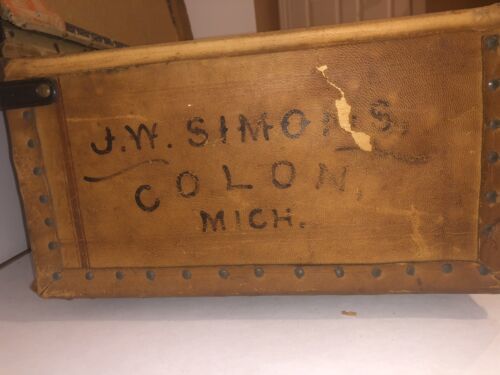 J.W. SIMONS,
COLON,
MICH.